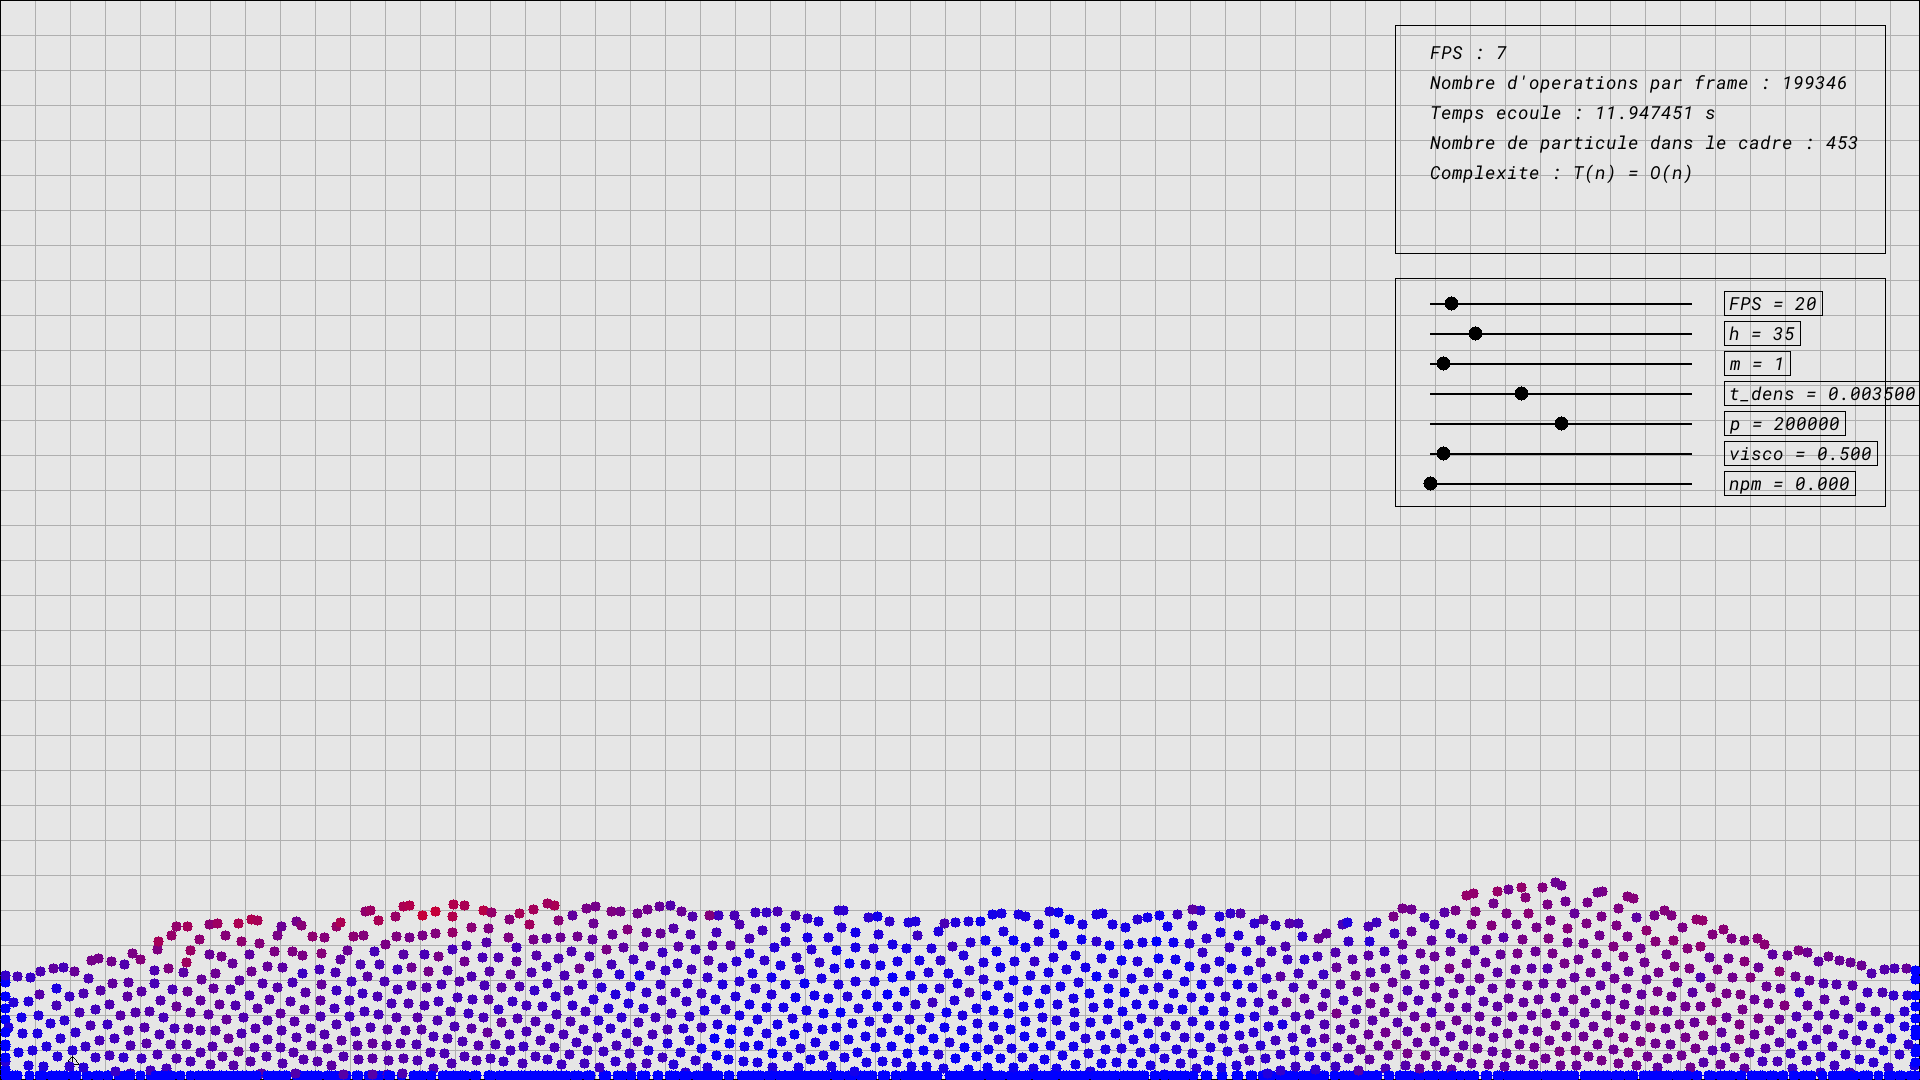 FPS : 7
Nombre d'operations par frame : 199346
Temps ecoule : 11.947451 s
Nombre de particule dans le cadre : 453
Complexite : T(n) = O(n)
FPS = 20
h = 35
m = 1
t_dens = 0.003500
p = 200000
visco = 0.500
npm = 0.000